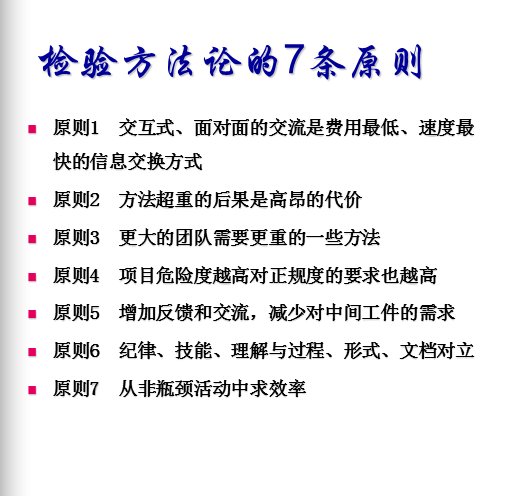 检验方法论的7条原则
原则1 交互式、面对面的交流是费用最低、速度最
快的信息交换方式
原则2 方法超重的后果是高昂的代价
原则3 更大的团队需要更重的一些方法
原则4 项目危险度越高对正规度的要求也越高
原则5 增加反馈和交流，减少对中间工件的需求
原则6 纪律、技能、理解与过程、形式、文档对立
原则7 从非瓶颈活动中求效率